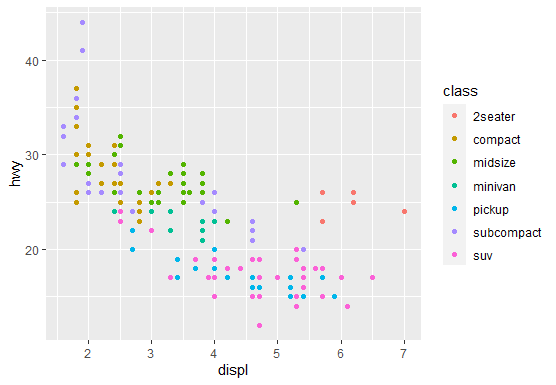 40
30
20
hwy
2
3
4
5
6
7
displ
class
2seater
compact
midsize
minivan
pickup
subcompact
suv